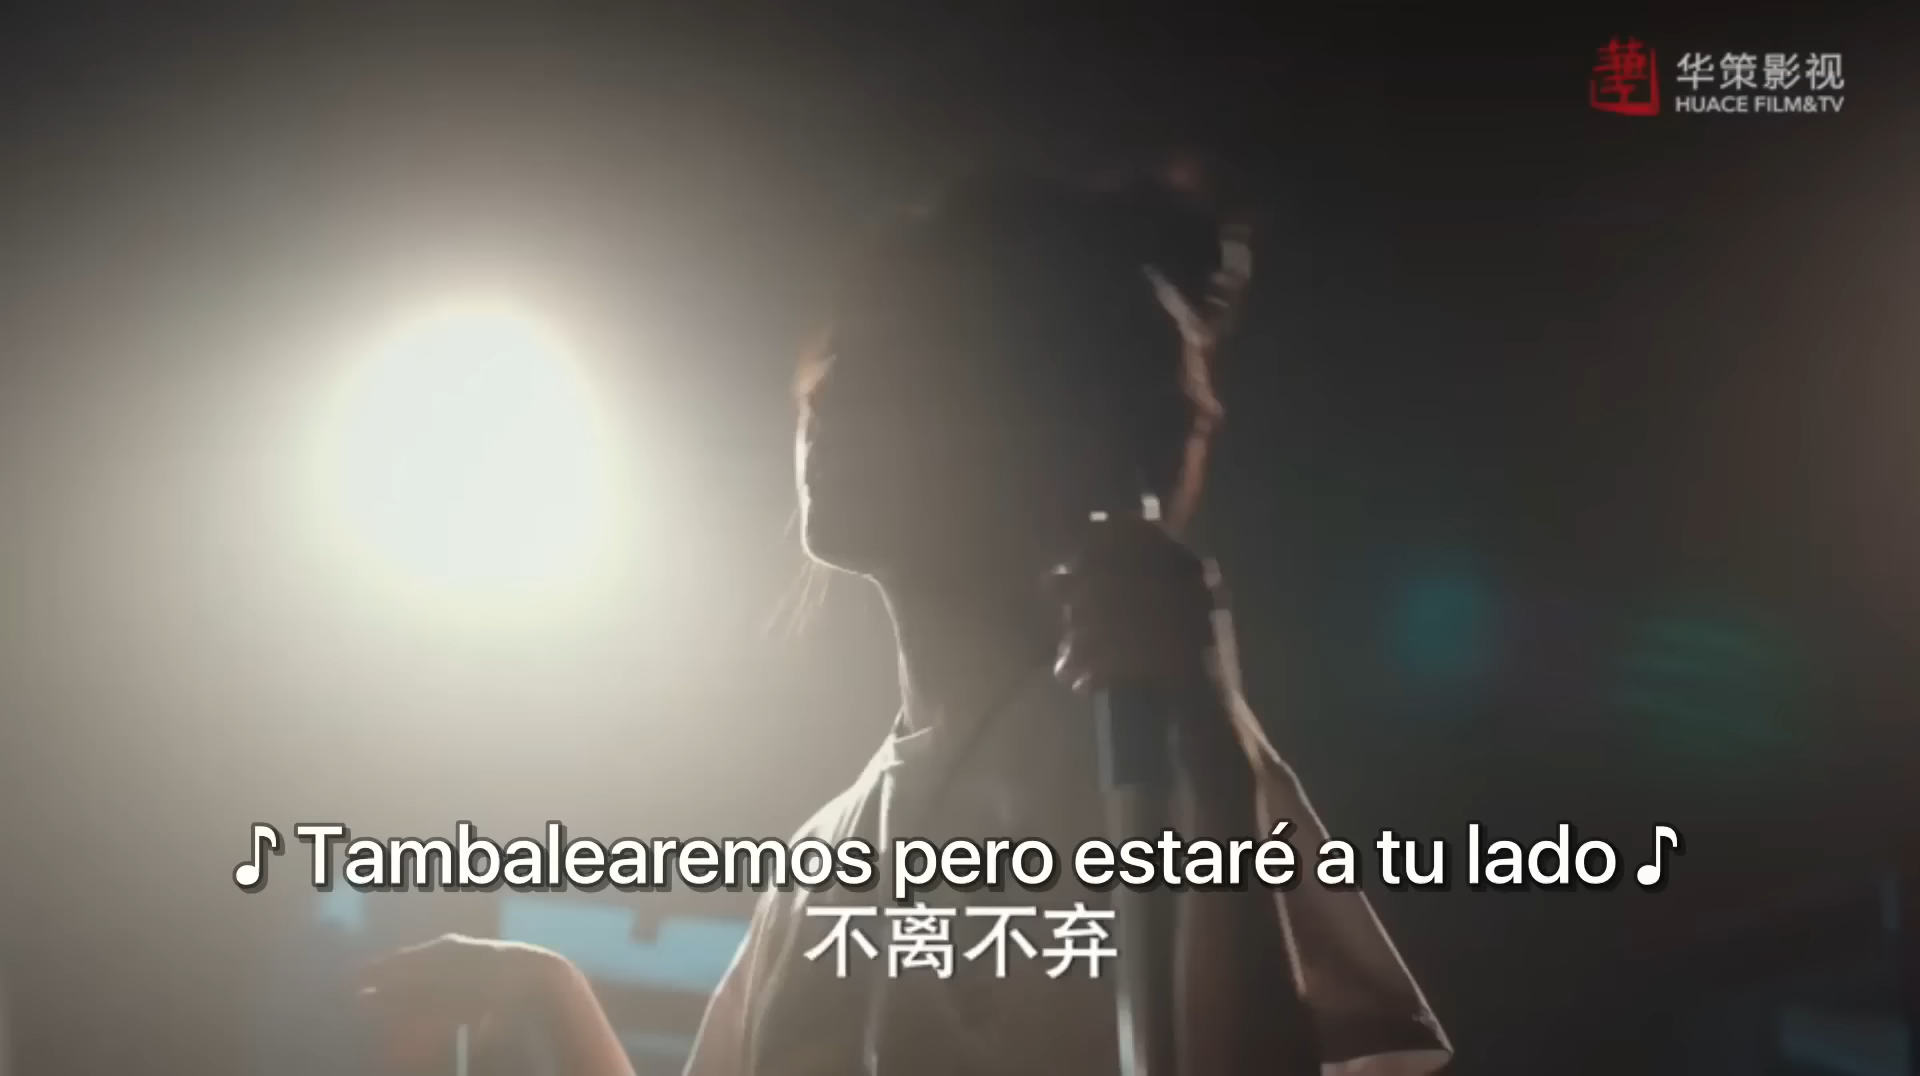 华策影视
HUACE FILM&TV
♪ Tambalearemos pero estaré a tu lado ♪
不离不弃